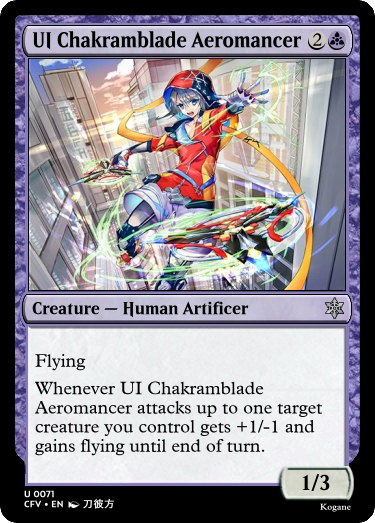 UI Chakramblade Aeromancer 2
Creature — Human Artificer
Flying
Whenever UI Chakramblade
Aeromancer attacks up to one target
creature you control gets +1/-1 and
gains flying until end of turn.
1/3
U 0071
CFV • EN 刀彼方
Kogane